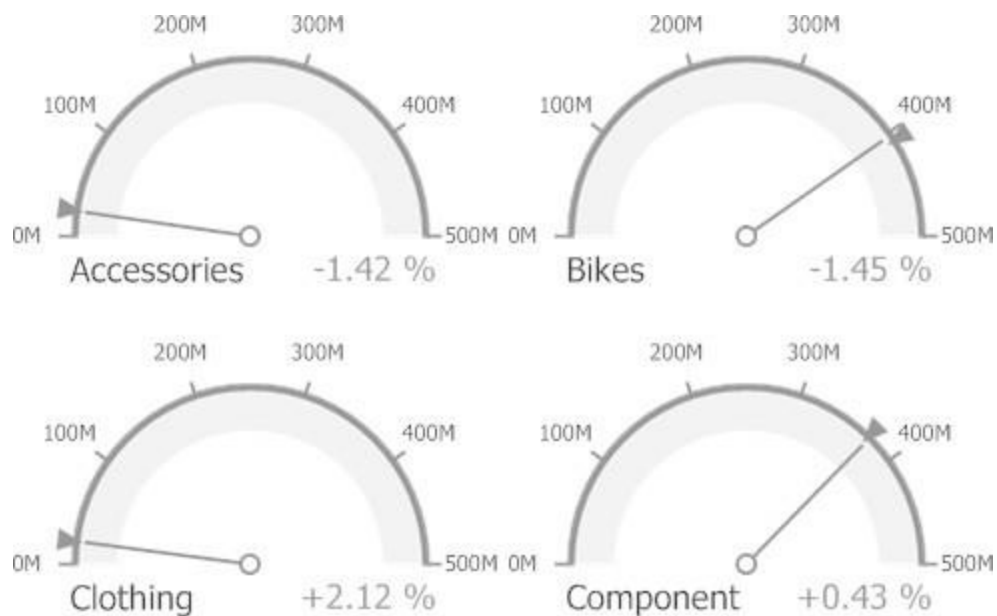 200M 300M
100M 400M
0M 500M
Accessories -1.42 %
200M 300M
100M 400M
0M 500M
Bikes -1.45 %
200M 300M
100M 400M
0M 500M
Clothing +2.12 %
200M 300M
100M 400M
0M 500M
Component +0.43 %